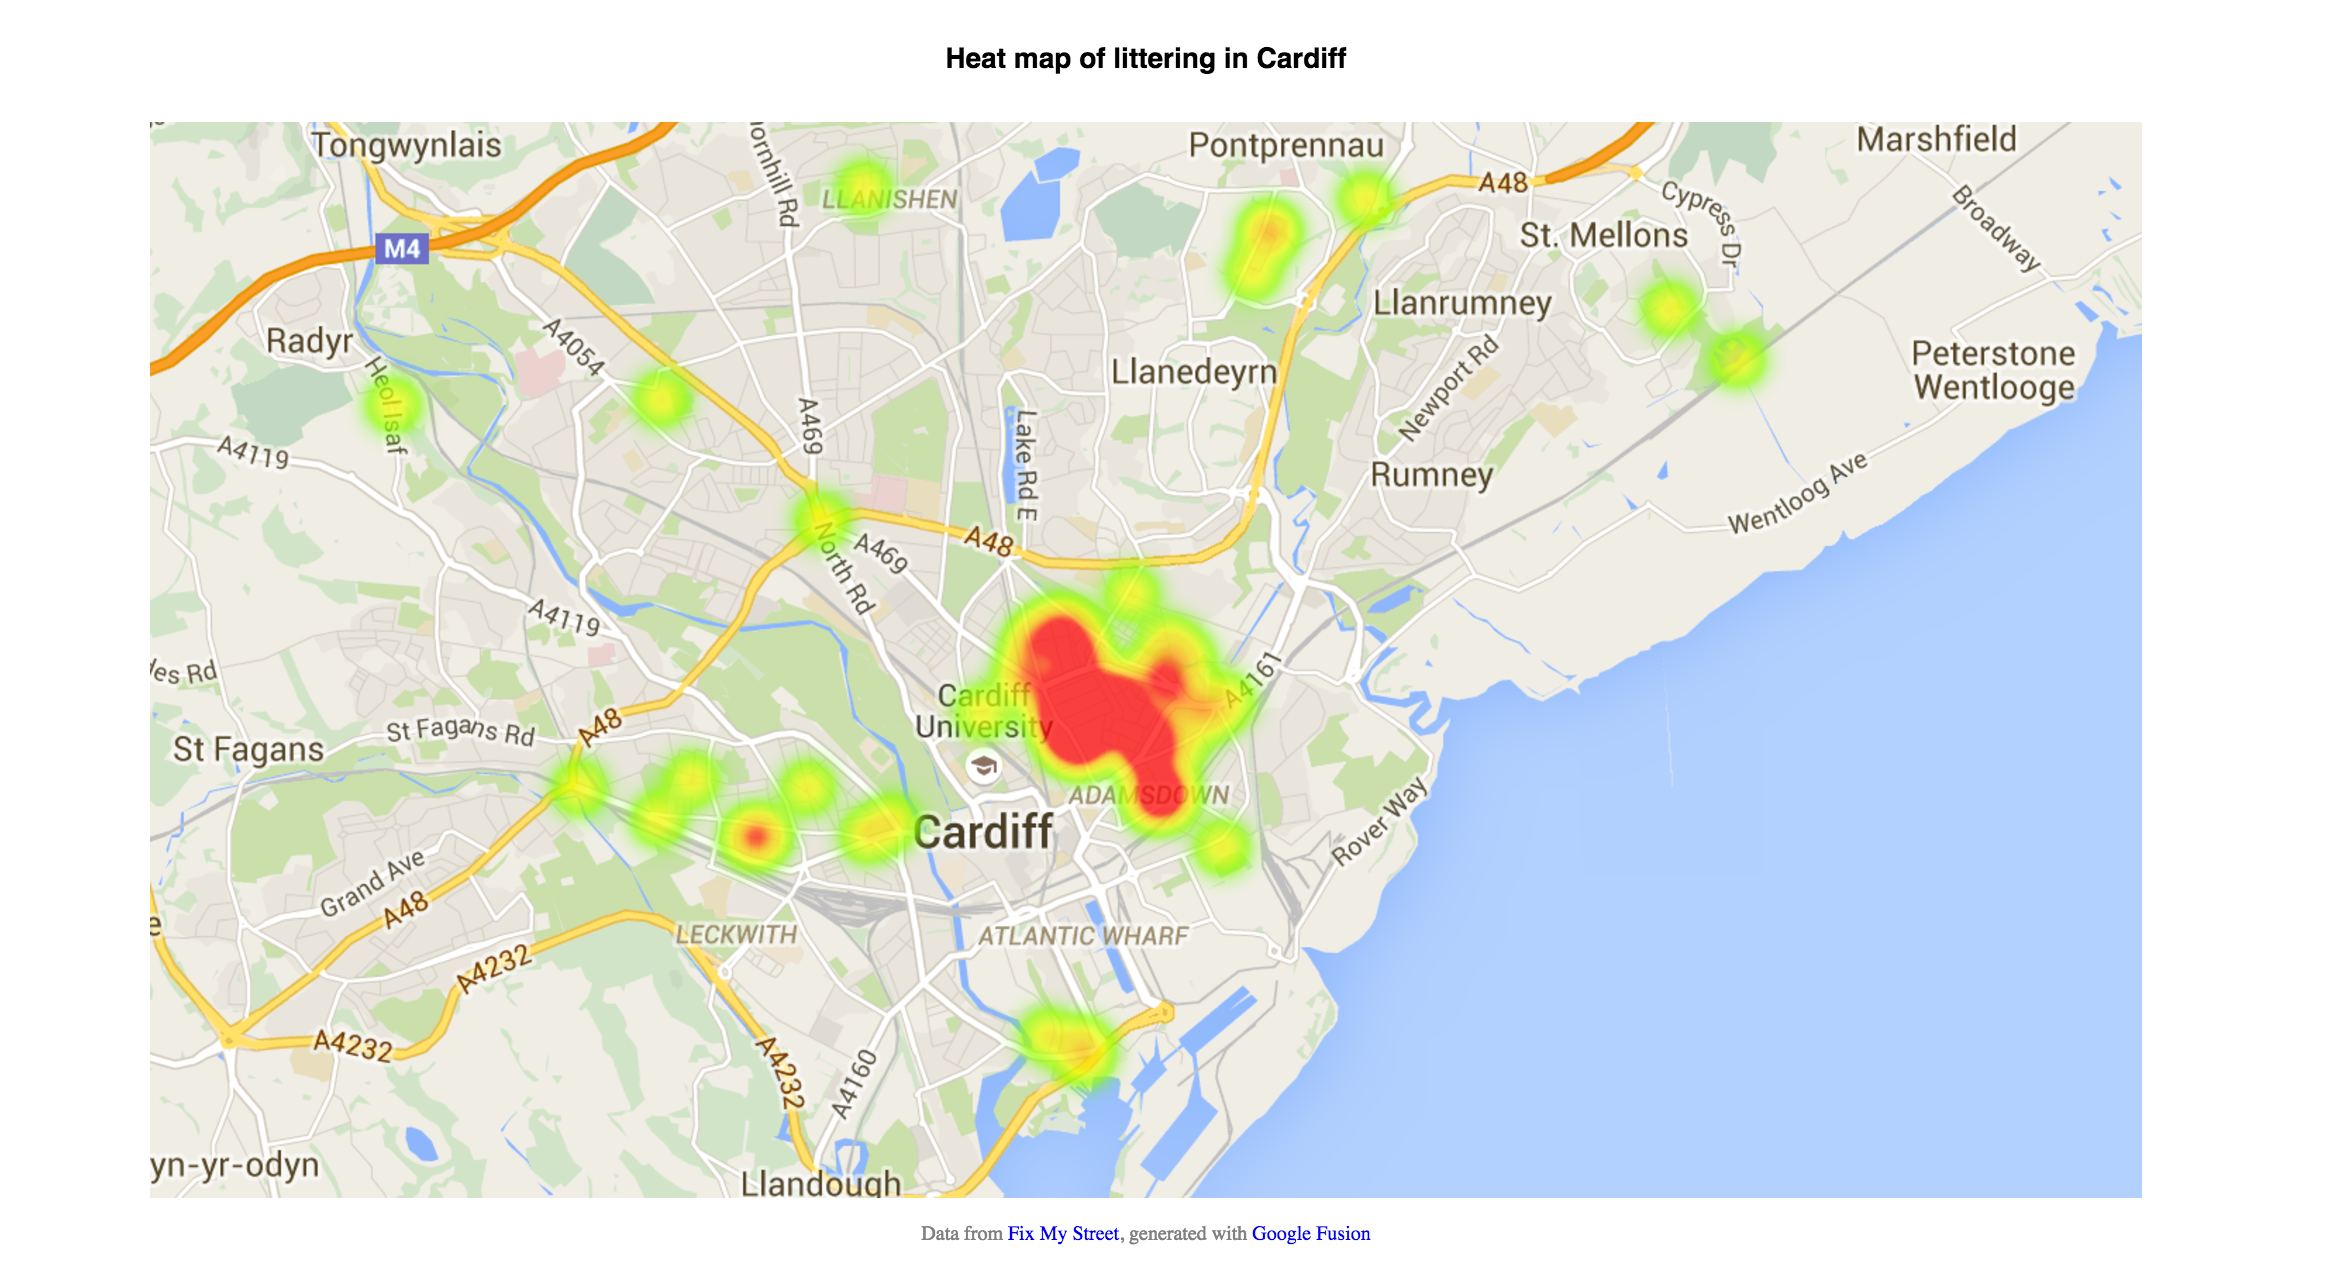 Heat map of littering in Cardiff
Tongwynlais
ornhill Rd
Pontprennau
Marshfield
LLANISHEN
A48
Cypress Dr
Broadway
M4
St. Mellons
Radyr
A4054
Llanrumney
Heol Isaf
Llanedeyrn
Newport Rd
Peterstone
Wentlooge
A469
Lake Rd E
A4119
Rumney
Wentloog Ave
A48
North Rd
A469
A4119
des Rd
A4161
Cardiff
University
St Fagans Rd
A48
St Fagans
ADAMSDOWN
Cardiff
Rover Way
Grand Ave
A48
e
LECKWITH
ATLANTIC WHARF
A4232
A4232
A4232
A4160
yn-yr-odyn
Llandough
Data from Fix My Street, generated with Google Fusion